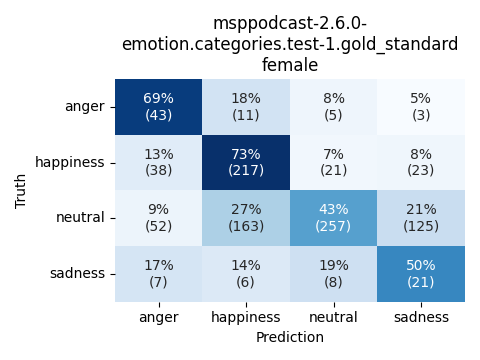 msppodcast-2.6.0-
emotion.categories.test-1.gold_standard
female
Truth
anger
69% 18% 8% 5%
(43) (11) (5) (3)
happiness
13% 73% 7% 8%
(38) (217) (21) (23)
neutral
9% 27% 43% 21%
(52) (163) (257) (125)
sadness
17% 14% 19% 50%
(7) (6) (8) (21)
anger happiness neutral sadness
Prediction